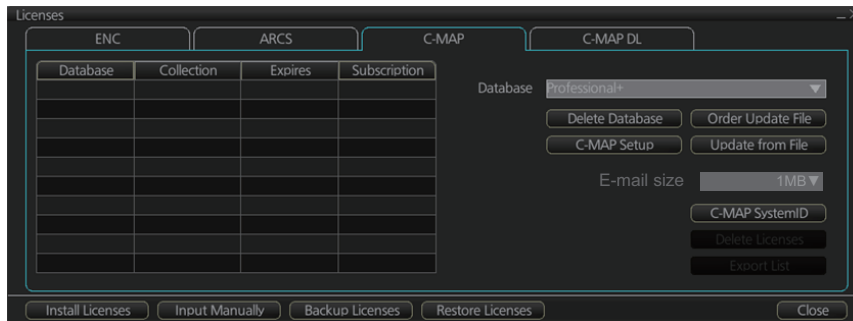 Licenses
ENC ARCS C-MAP C-MAP DL
Database Collection Expires Subscription
Database Professional+
Delete Database Order Update File
C-MAP Setup Update from File
E-mail size 1MB
C-MAP SystemID
Delete Licenses
Export List
Install Licenses Input Manually Backup Licenses Restore Licenses Close